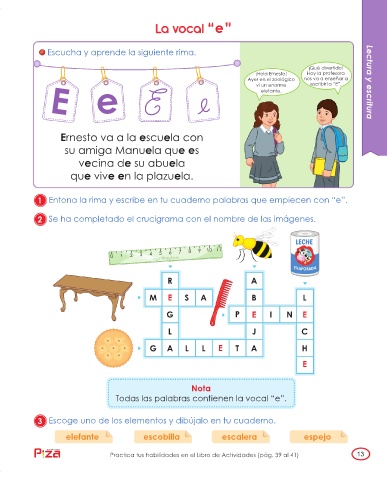 La vocal “e”
Lectura y escritura
Escucha y aprende la siguiente rima.
E e E e
¡Hola Ernesto!
Ayer en el zoológico
vi un enorme
elefante.
¡Qué divertido!
Hoy la profesora
nos va a enseñar a
escribir la “e”.
Ernesto va a la escuela con
su amiga Manuela que es
vecina de su abuela
que vive en la plazuela.
1 Entona la rima y escribe en tu cuaderno palabras que empiecen con “e”.
2 Se ha completado el crucigrama con el nombre de las imágenes.
LECHE
EVAPORADA
R A
M E S A B L
G P E I N E
L J C
G A L L E T A H
E
Nota
Todas las palabras contienen la vocal “e”.
3 Escoge uno de los elementos y dibújalo en tu cuaderno.
elefante escobilla escalera espejo
Pza
Practica tus habilidades en el Libro de Actividades (pág. 39 al 41)
13